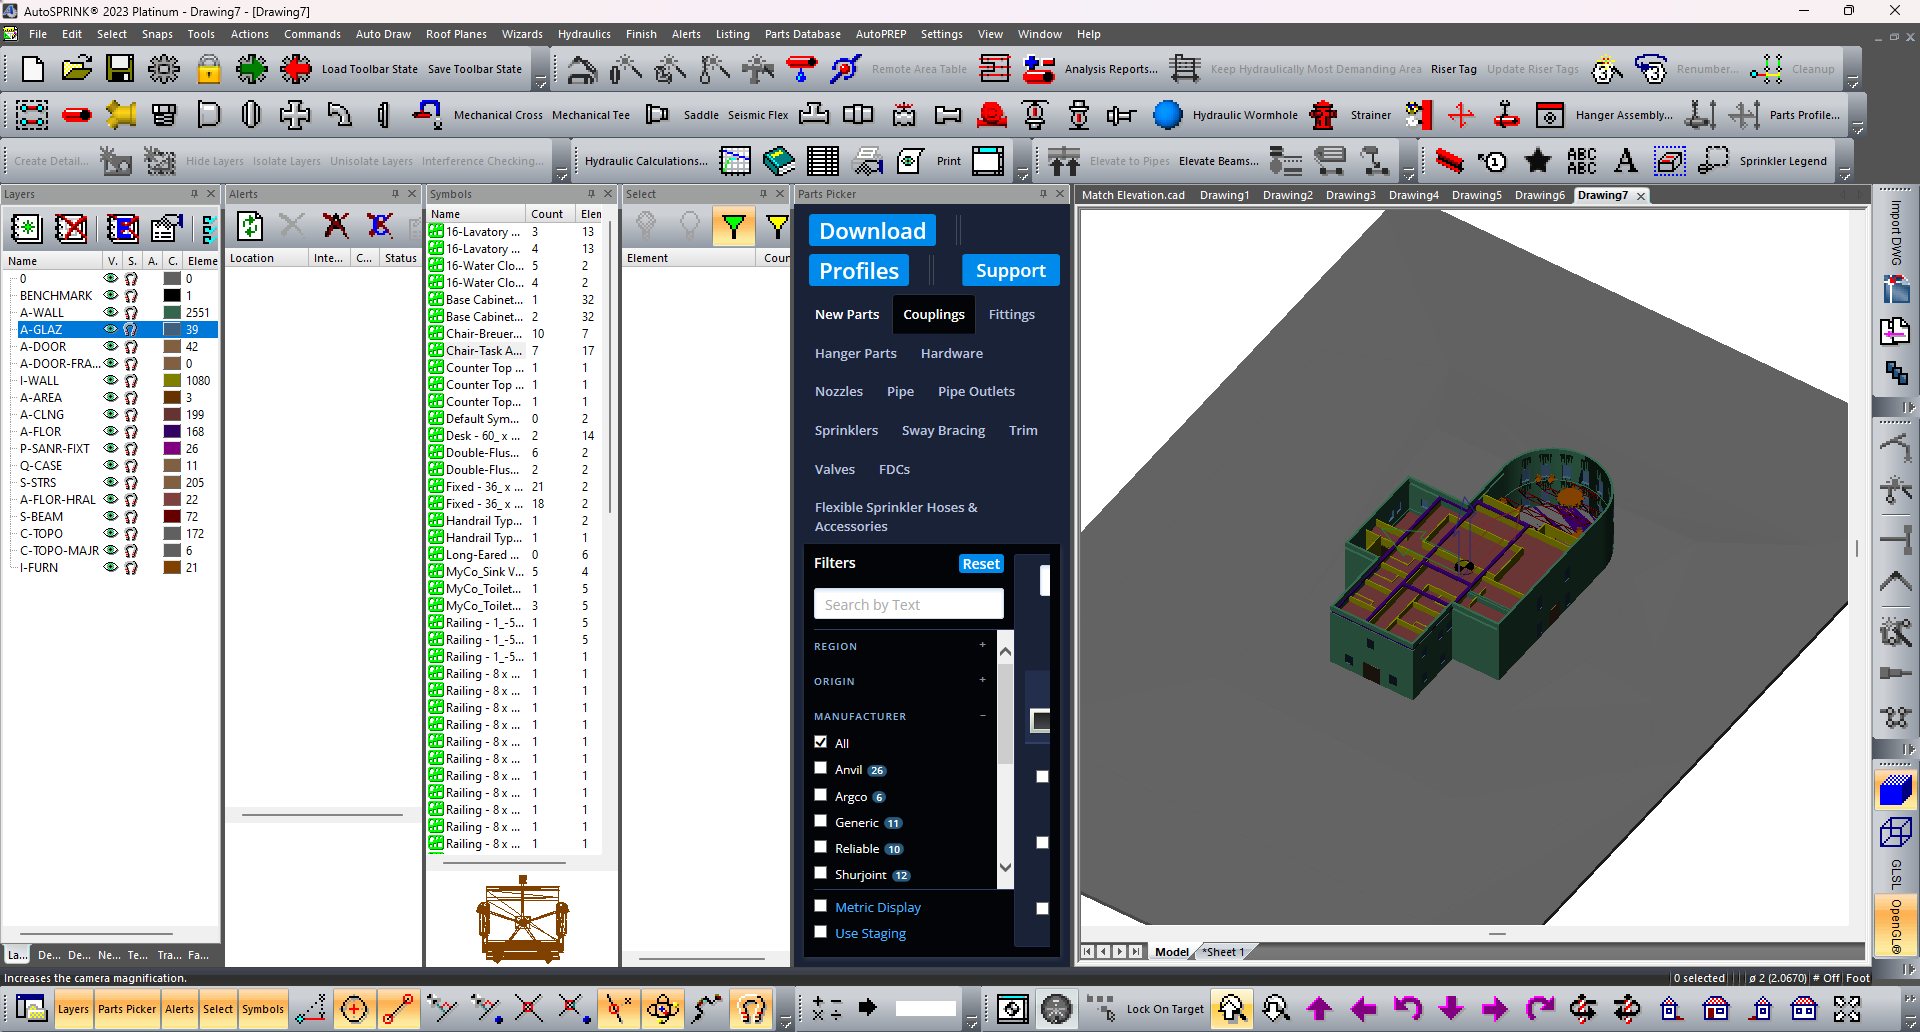 AutoSPRINK® 2023 Platinum - Drawing7 - [Drawing7]
File Edit Select Snaps Tools Actions Commands Auto Draw Roof Planes Wizards Hydraulics Finish Alerts Listing Parts Database AutoPREP Settings View Window Help
Load Toolbar State Save Toolbar State Remote Area Table Analysis Reports... Keep Hydraulically Most Demanding Area Riser Tag Update Riser Tags Renumber... Cleanup
Mechanical Cross Mechanical Tee Saddle Seismic Flex Hydraulic Wormhole Strainer Hanger Assembly... Parts Profile...
Create Detail... Hide Layers Isolate Layers Unisolate Layers Interference Checking... Hydraulic Calculations... Print Elevate to Pipes Elevate Beams... ABC ABC A Sprinkler Legend
Layers
Name V. S. A. C. Eleme
0 0
BENCHMARK 1
A-WALL 2551
A-GLAZ 39
A-DOOR 42
A-DOOR-FRA... 0
I-WALL 1080
A-AREA 3
A-CLNG 199
A-FLOR 168
P-SANR-FIXT 26
Q-CASE 11
S-STRS 205
A-FLOR-HRAL 22
S-BEAM 72
C-TOPO 172
C-TOPO-MAJR 6
I-FURN 21
La... De... De... Ne... Te... Tra... Fa...
Alerts
Location Inte... C... Status
Symbols
Name Count Elen
16-Lavatory ... 3 13
16-Lavatory ... 4 13
16-Water Clo... 5 2
16-Water Clo... 4 2
Base Cabinet... 1 32
Base Cabinet... 2 32
Chair-Breuer... 10 7
Chair-Task A... 7 17
Counter Top ... 1 1
Counter Top ... 1 1
Counter Top... 1 1
Default Sym... 0 2
Desk - 60_x ... 2 14
Double-Flus... 6 2
Double-Flus... 2 2
Fixed - 36_x ... 21 2
Fixed - 36_x ... 18 2
Handrail Typ... 1 2
Handrail Typ... 1 1
Long-Eared ... 0 6
MyCo_Sink V... 5 4
MyCo_Toilet... 1 5
MyCo_Toilet... 3 5
Railing - 1_-5... 1 5
Railing - 1_-5... 1 5
Railing - 1_-5... 1 1
Railing - 8 x ... 1 1
Railing - 8 x ... 1 1
Railing - 8 x ... 1 1
Railing - 8 x ... 1 1
Railing - 8 x ... 1 1
Railing - 8 x ... 1 1
Railing - 8 x ... 1 1
Railing - 8 x ... 1 1
Railing - 8 x ... 1 1
Railing - 8 x ... 1 1
Railing - 8 x ... 1 1
Select
Element Cour
Parts Picker
Download
Profiles Support
New Parts Couplings Fittings
Hanger Parts Hardware
Nozzles Pipe Pipe Outlets
Sprinklers Sway Bracing Trim
Valves FDCs
Flexible Sprinkler Hoses &
Accessories
Filters Reset
Search by Text
REGION +
ORIGIN +
MANUFACTURER −
All
Anvil 26
Argco 6
Generic 11
Reliable 10
Shurjoint 12
Metric Display
Use Staging
Match Elevation.cad Drawing1 Drawing2 Drawing3 Drawing4 Drawing5 Drawing6 Drawing7
Model *Sheet 1
Import DWG
GLSL
OpenGL®
Increases the camera magnification.
0 selected ø 2 (2.0670) # Off Foot
Layers Parts Picker Alerts Select Symbols Lock On Target